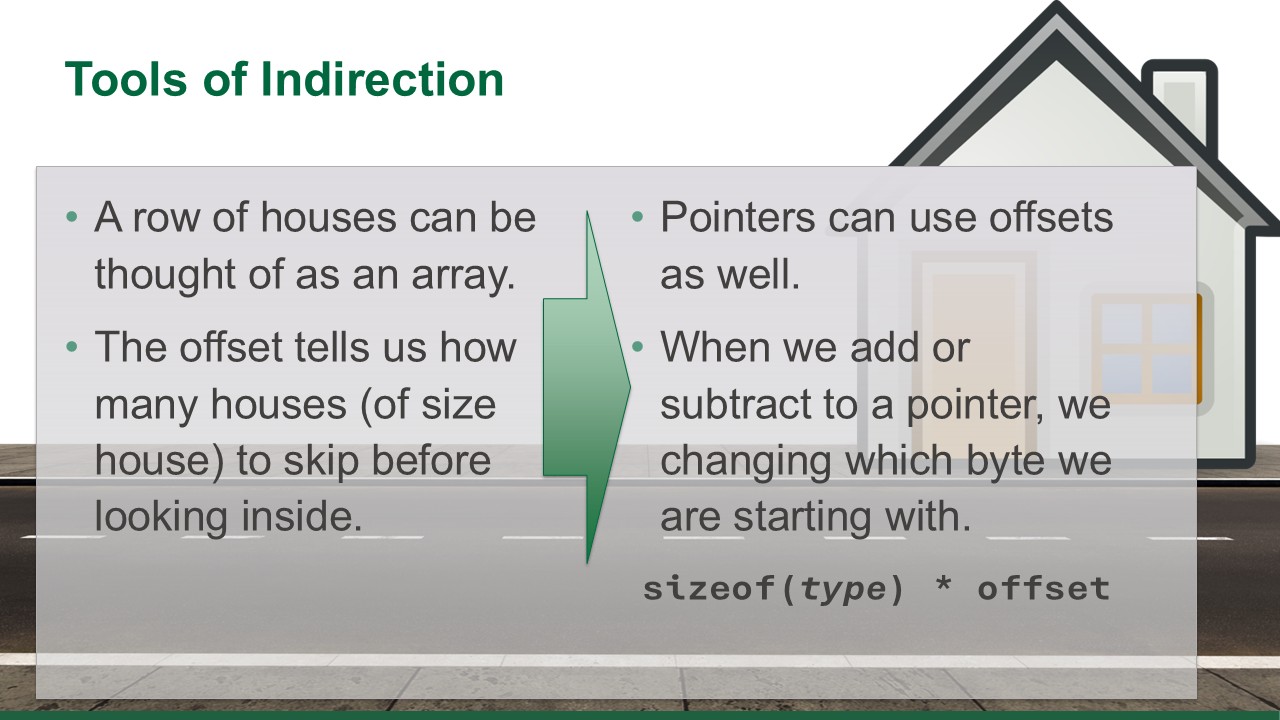 Tools of Indirection
• A row of houses can be
thought of as an array.
• The offset tells us how
many houses (of size
house) to skip before
looking inside.
• Pointers can use offsets
as well.
• When we add or
subtract to a pointer, we
changing which byte we
are starting with.
sizeof(type) * offset